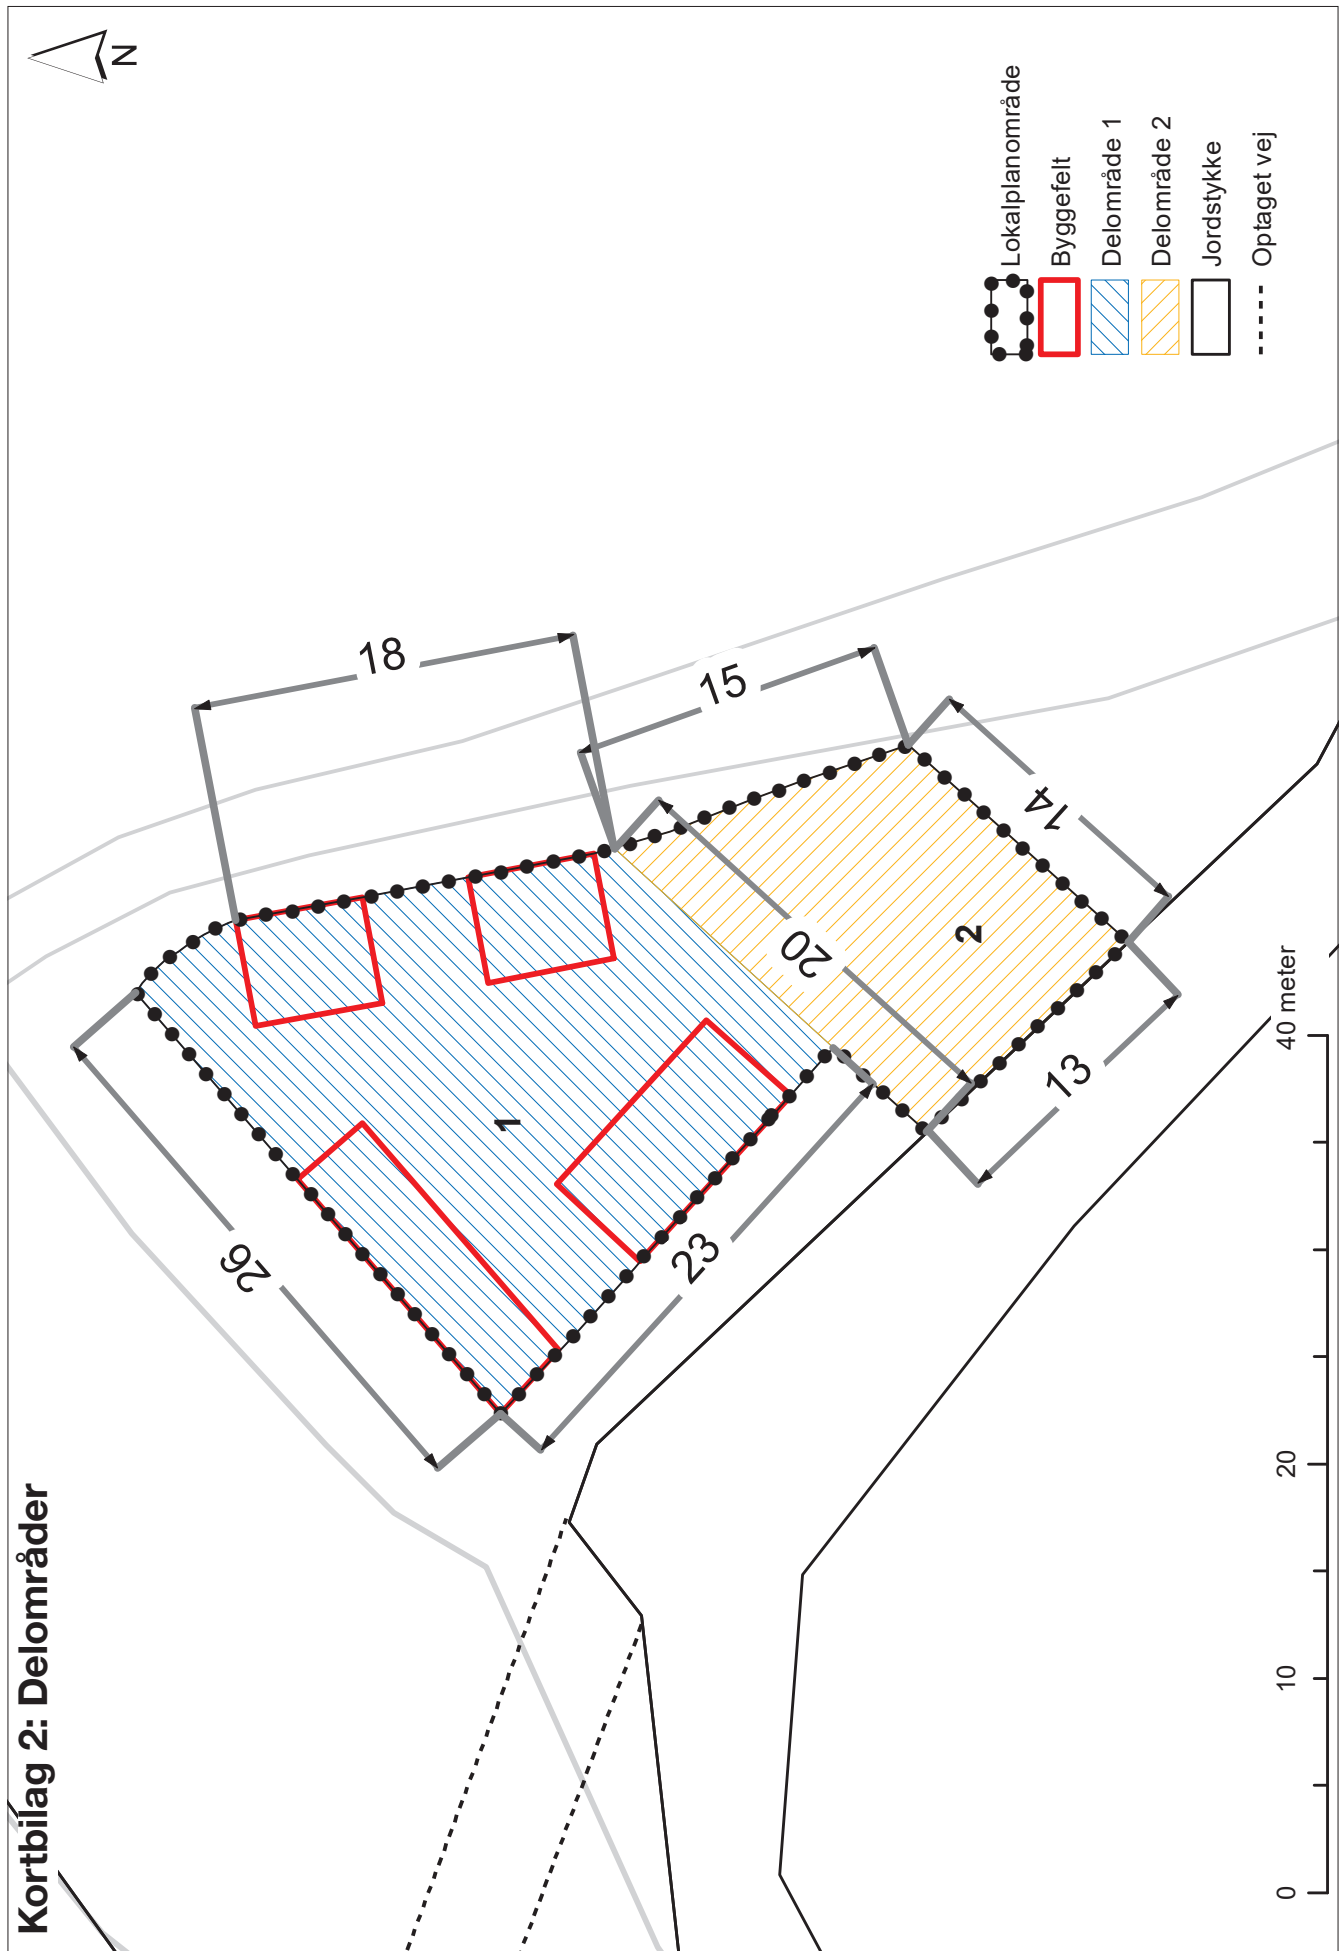 Kortbilag 2: Delområder
N
18
15
14
20
13
26
23
1
2
Lokalplanområde
Byggefelt
Delområde 1
Delområde 2
Jordstykke
Optaget vej
0
10
20
40 meter